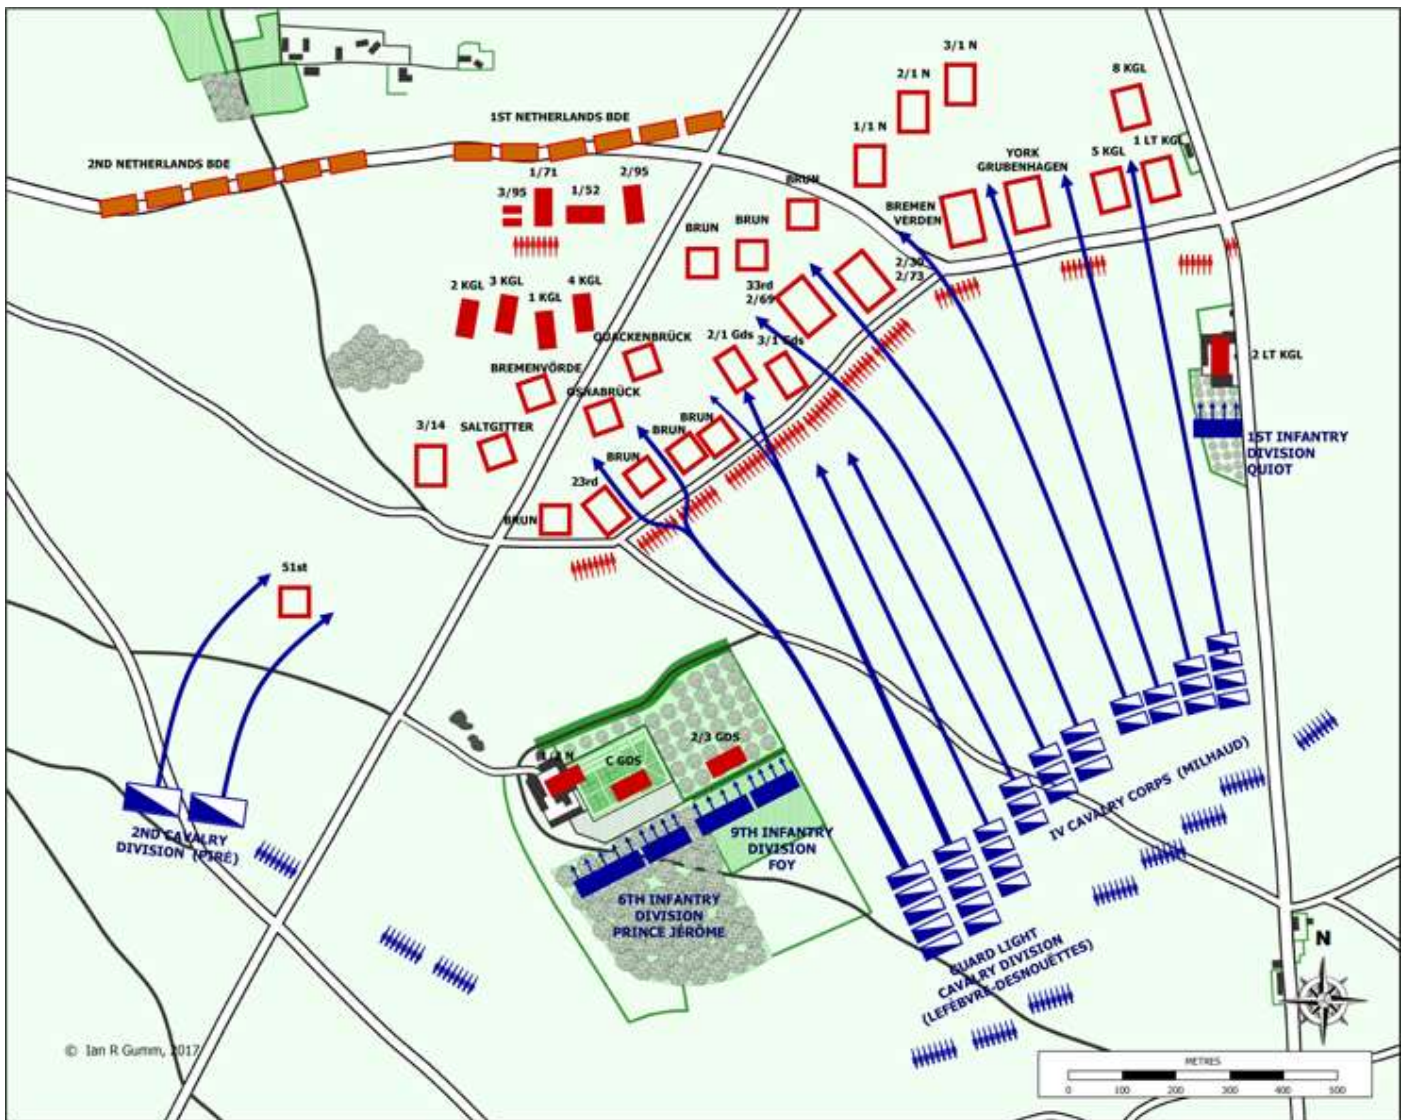 3/1 N
2/1 N
8 KGL
1ST NETHERLANDS BDE
1/1 N
2ND NETHERLANDS BDE
YORK
GRUBENHAGEN
5 KGL
1 LT KGL
1/71
2/95
3/95
1/52
BRUN
BREMEN
VERDEN
BRUN
BRUN
2/30
2/73
33rd
2/69
2 KGL
3 KGL
1 KGL
4 KGL
QUACKENBRÜCK
2/1 Gds
3/1 Gds
2 LT KGL
BREMENVÖRDE
OSNABRÜCK
3/14
SALTGITTER
BRUN
BRUN
BRUN
23rd
BRUN
1ST INFANTRY
DIVISION
QUIOT
51st
2/3 GDS
C GDS
2ND CAVALRY
DIVISION (PIRÉ)
9TH INFANTRY
DIVISION
FOY
6TH INFANTRY
DIVISION
PRINCE JÉRÔME
IV CAVALRY CORPS (MILHAUD)
GUARD LIGHT
CAVALRY DIVISION
(LEFÈBVRE-DESNOUËTTES)
N
© Ian R Gumm, 2017
METRES
0 100 200 300 400 500